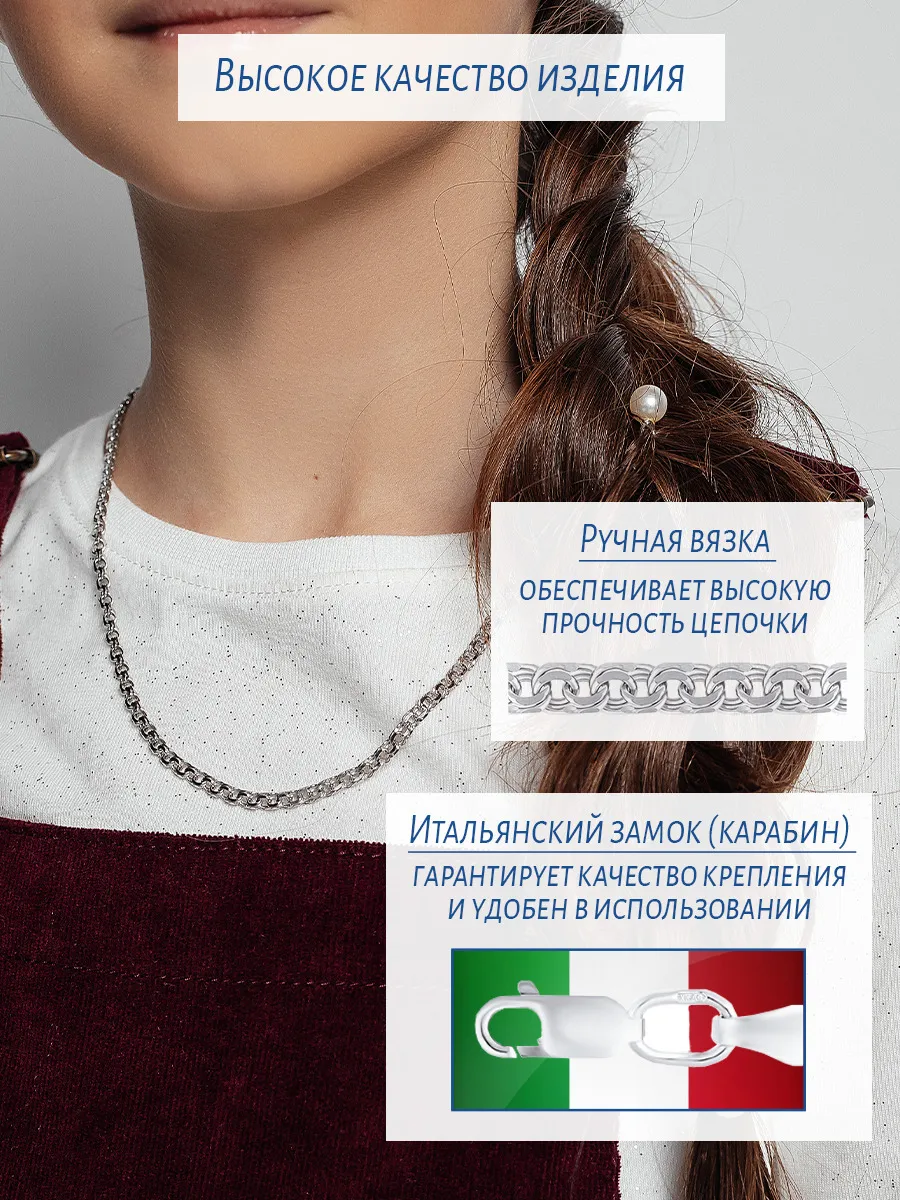 Высокое качество изделия
Ручная вязка
обеспечивает высокую
прочность цепочки
Итальянский замок (карабин)
гарантирует качество крепления
и удобен в использовании